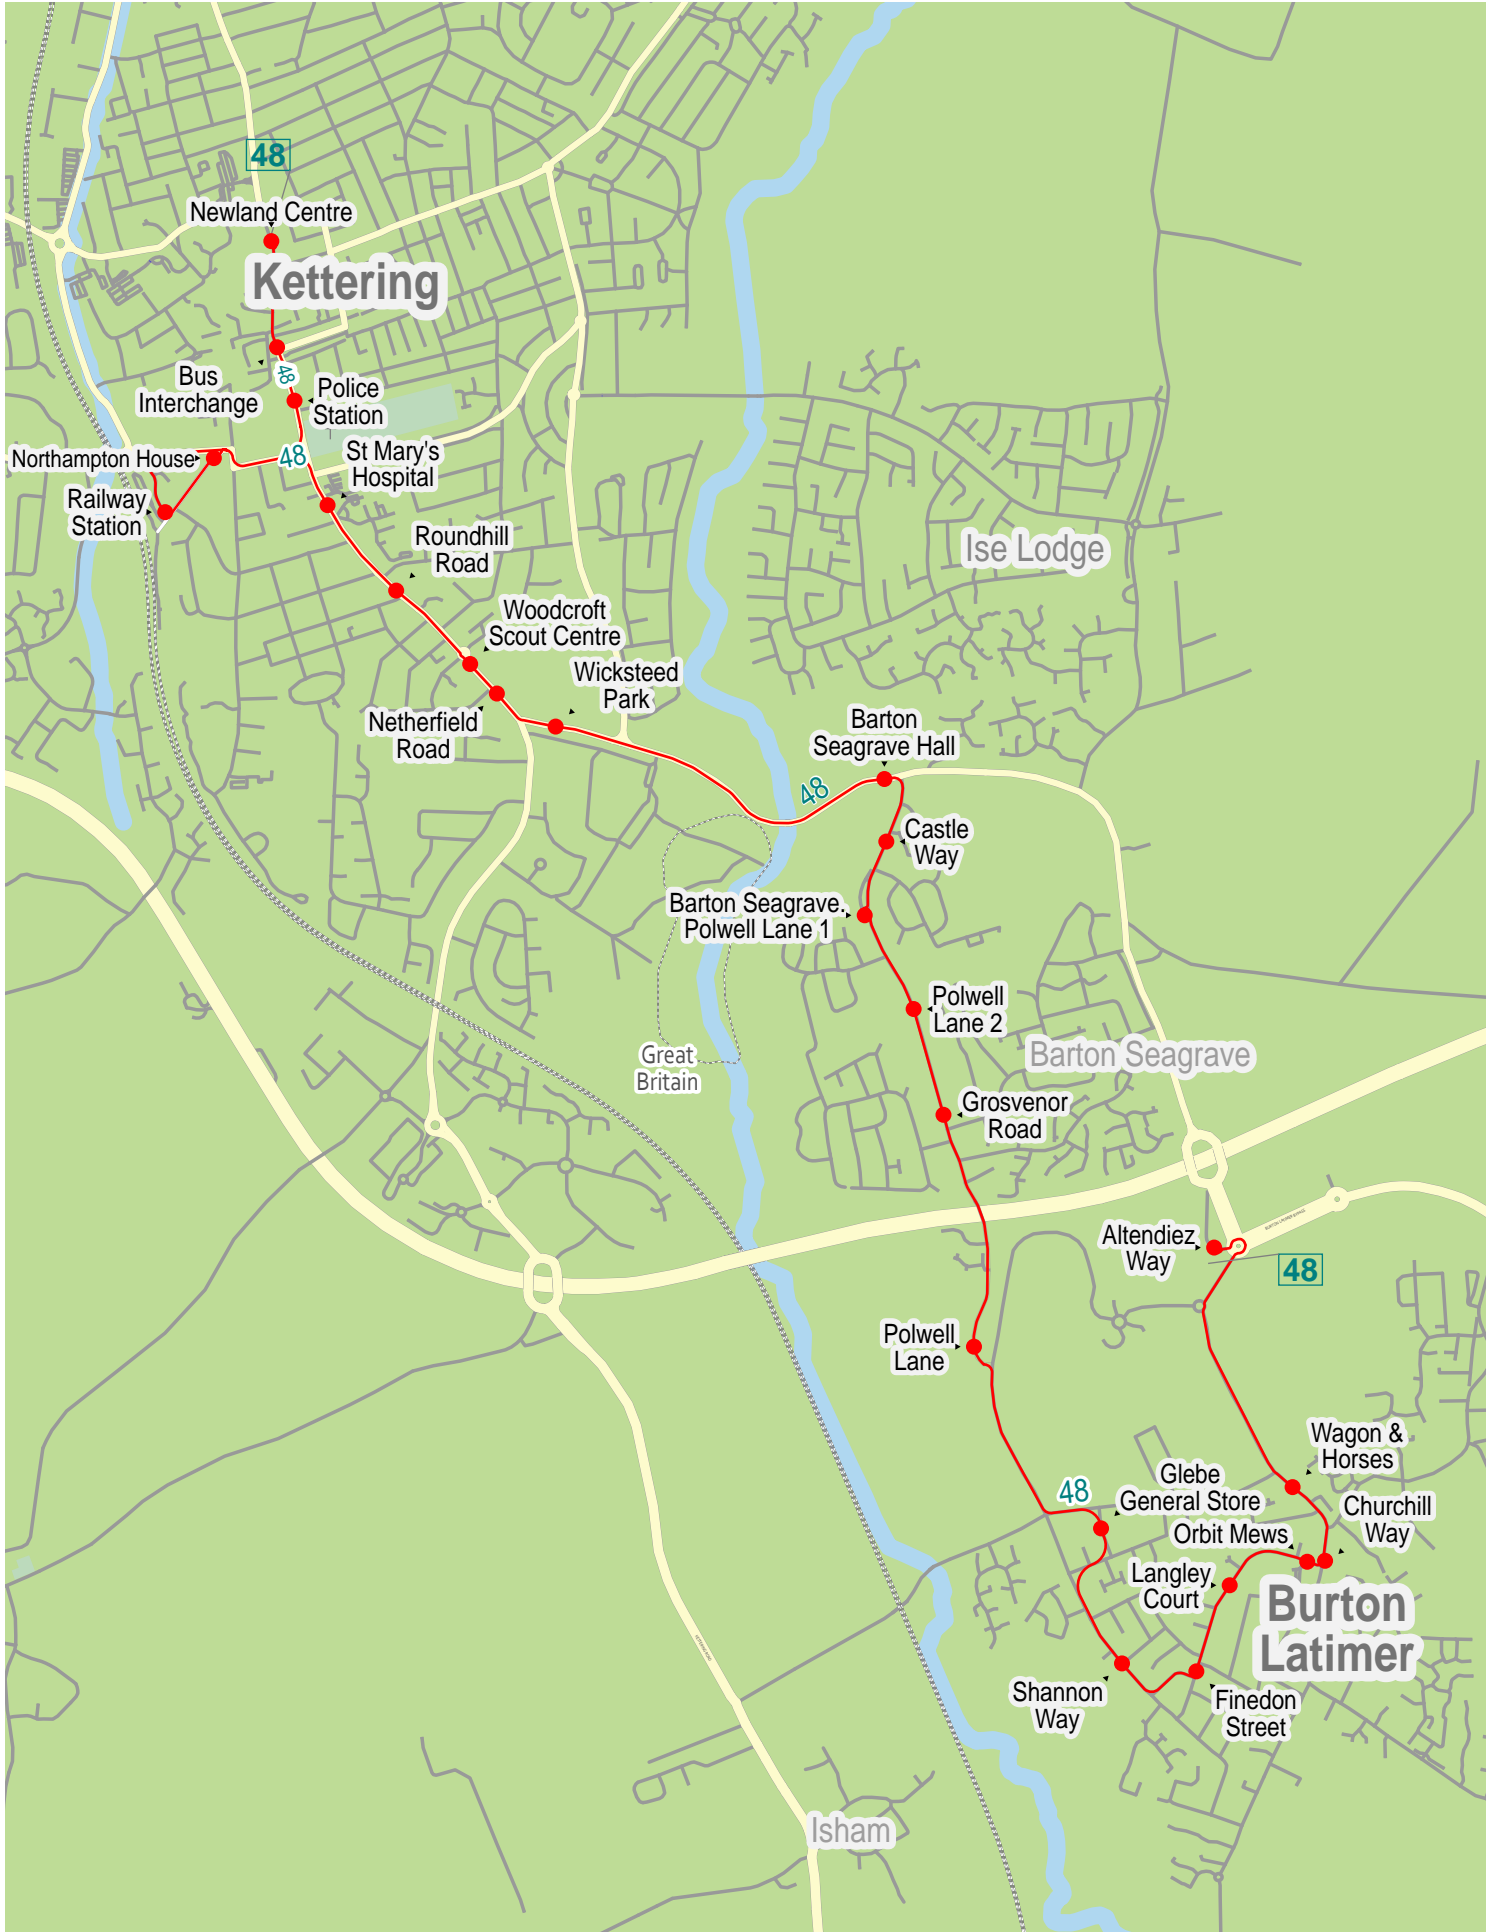 48
Newland Centre
Kettering
Bus
Interchange
48
Police
Station
Northampton House
48
St Mary's
Hospital
Railway
Station
Roundhill
Road
Ise Lodge
Woodcroft
Scout Centre
Wicksteed
Park
Netherfield
Road
Barton
Seagrave Hall
48
Castle
Way
Barton Seagrave.
Polwell Lane 1
Polwell
Lane 2
Great
Britain
Barton Seagrave
Grosvenor
Road
Altendiez
Way
48
Polwell
Lane
Wagon &
Horses
Glebe
General Store
48
Churchill
Way
Orbit Mews
Langley
Court
Burton
Latimer
Shannon
Way
Finedon
Street
Isham